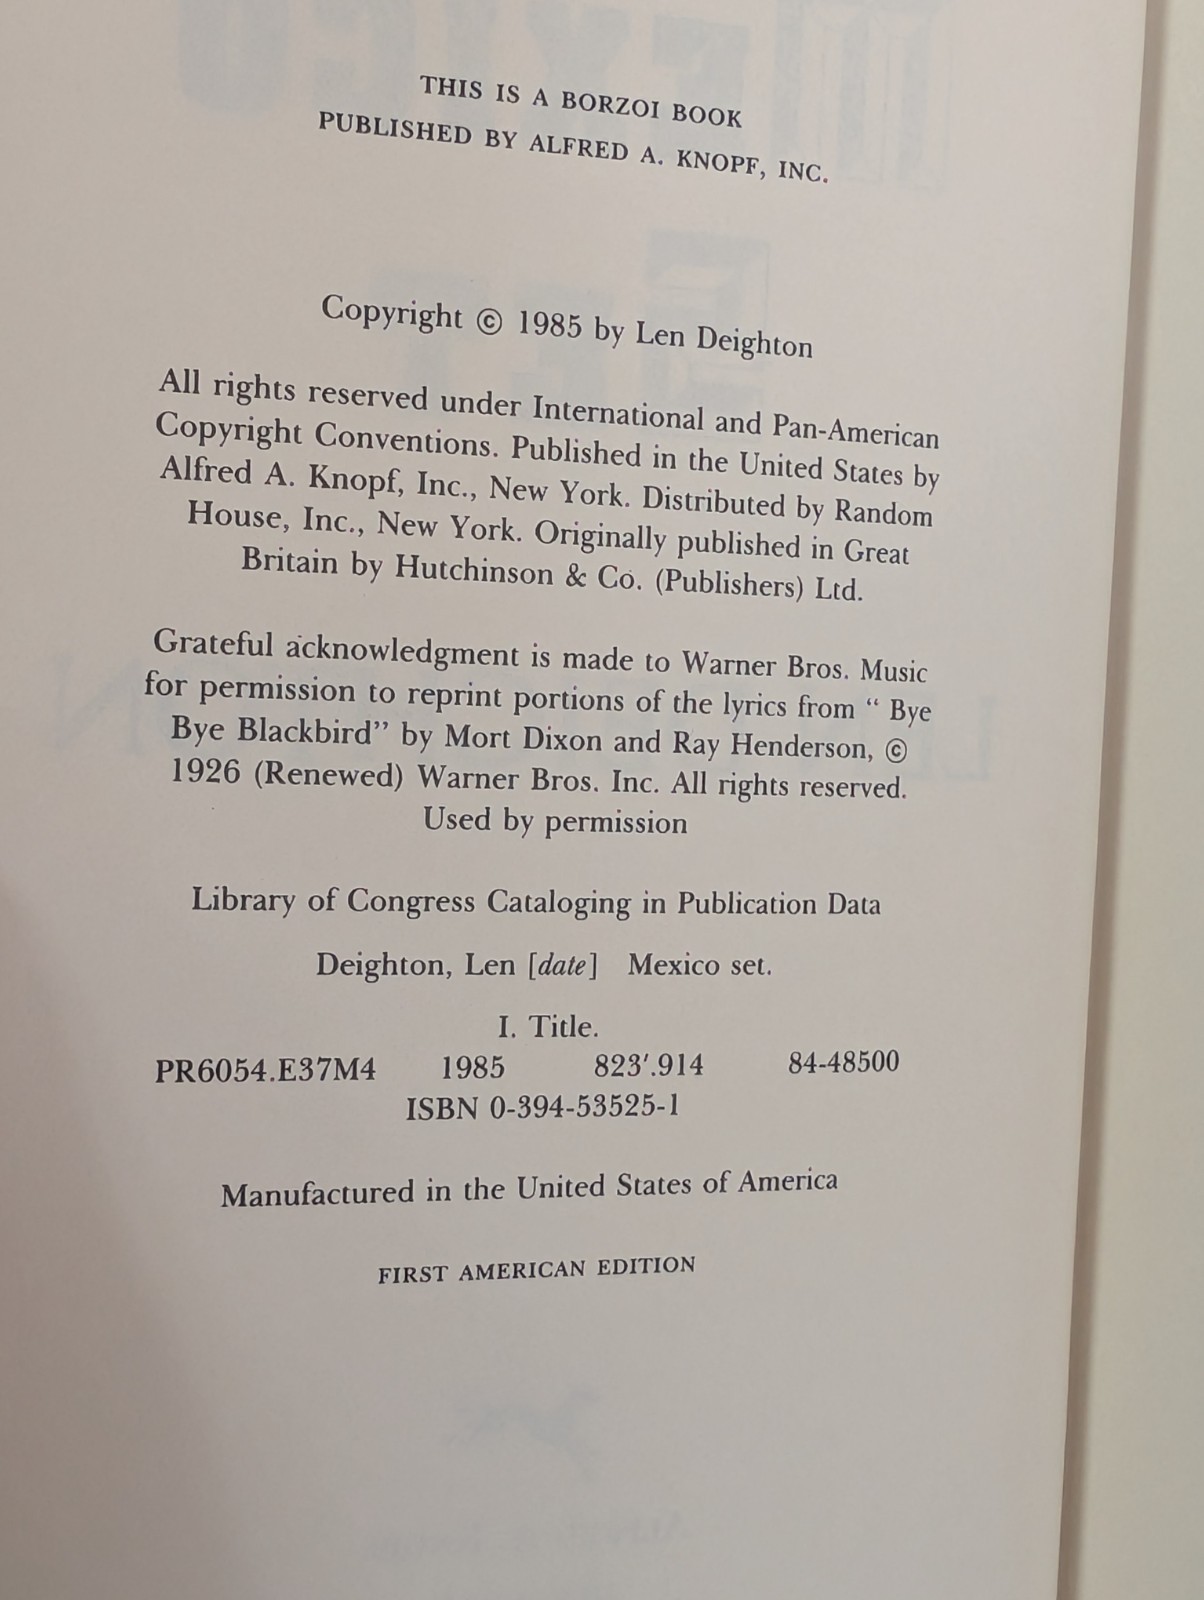 THIS IS A BORZOI BOOK
PUBLISHED BY ALFRED A. KNOPF, INC.
Copyright © 1985 by Len Deighton
All rights reserved under International and Pan-American
Copyright Conventions. Published in the United States by
Alfred A. Knopf, Inc., New York. Distributed by Random
House, Inc., New York. Originally published in Great
Britain by Hutchinson & Co. (Publishers) Ltd.
Grateful acknowledgment is made to Warner Bros. Music
for permission to reprint portions of the lyrics from “ Bye
Bye Blackbird” by Mort Dixon and Ray Henderson, ©
1926 (Renewed) Warner Bros. Inc. All rights reserved.
Used by permission
Library of Congress Cataloging in Publication Data
Deighton, Len [date] Mexico set.
I. Title.
PR6054.E37M4 1985 823′.914 84-48500
ISBN 0-394-53525-1
Manufactured in the United States of America
FIRST AMERICAN EDITION